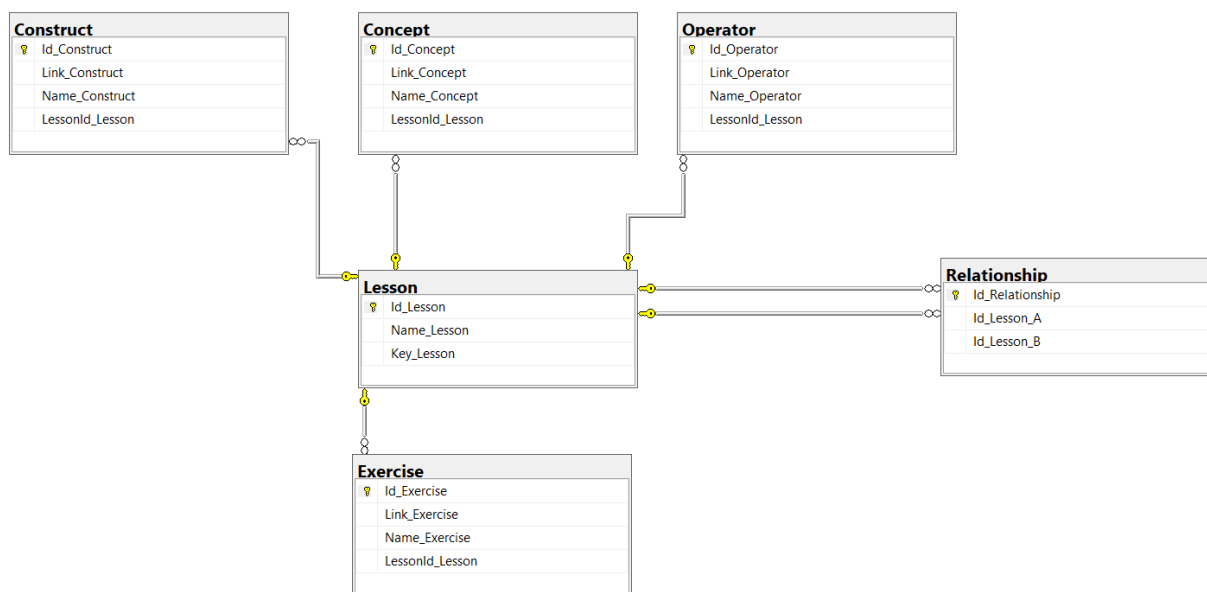 Construct
Id_Construct
Link_Construct
Name_Construct
LessonId_Lesson
Concept
Id_Concept
Link_Concept
Name_Concept
LessonId_Lesson
Operator
Id_Operator
Link_Operator
Name_Operator
LessonId_Lesson
Lesson
Id_Lesson
Name_Lesson
Key_Lesson
Relationship
Id_Relationship
Id_Lesson_A
Id_Lesson_B
Exercise
Id_Exercise
Link_Exercise
Name_Exercise
LessonId_Lesson